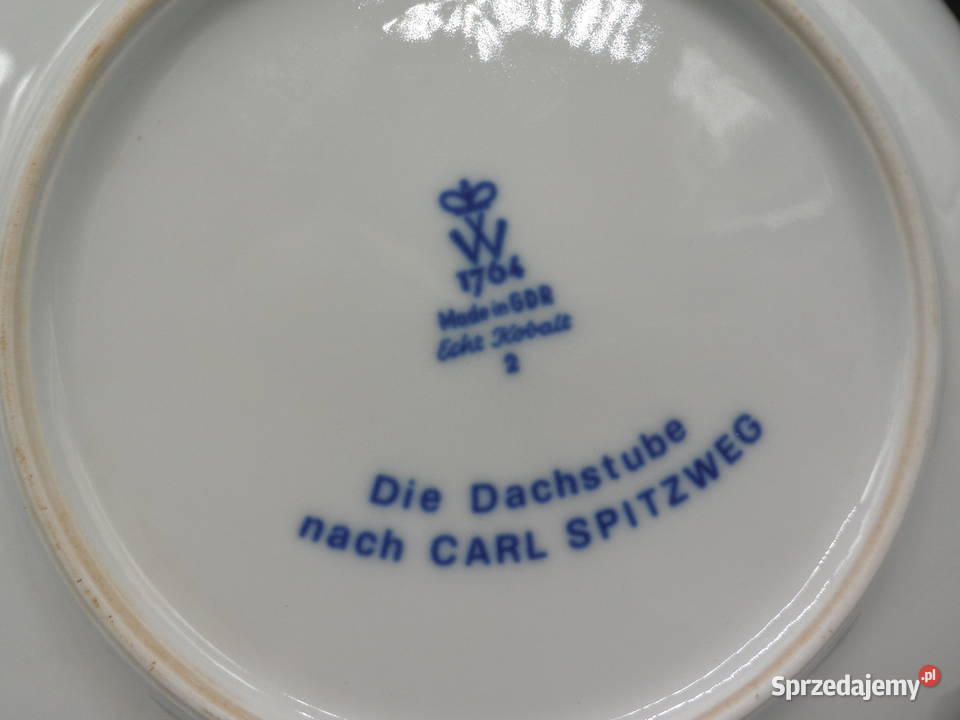 W
1764
Made in GDR
Echt Kobalt
2
Die Dachstube
nach CARL SPITZWEG
Sprzedajemy.pl